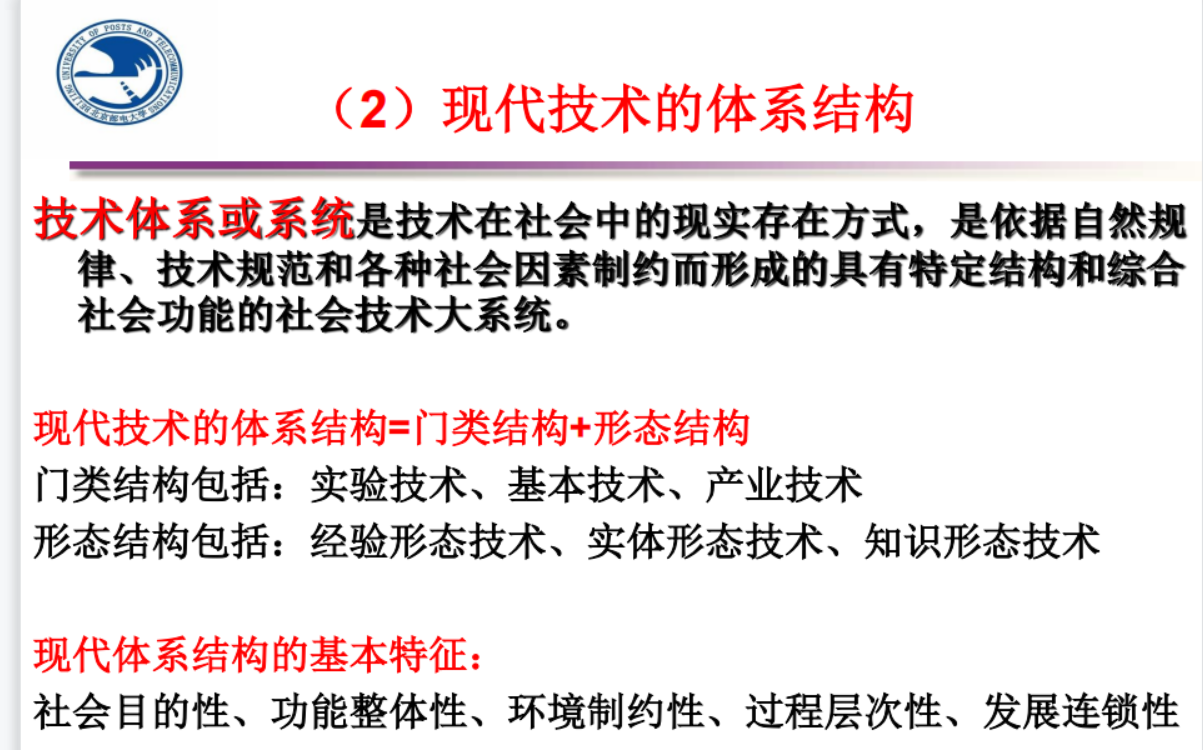 BEIJING UNIVERSITY OF POSTS AND TELECOMMUNICATIONS
北京邮电大学
（2）现代技术的体系结构
技术体系或系统是技术在社会中的现实存在方式，是依据自然规
律、技术规范和各种社会因素制约而形成的具有特定结构和综合
社会功能的社会技术大系统。
现代技术的体系结构=门类结构+形态结构
门类结构包括：实验技术、基本技术、产业技术
形态结构包括：经验形态技术、实体形态技术、知识形态技术
现代体系结构的基本特征：
社会目的性、功能整体性、环境制约性、过程层次性、发展连锁性